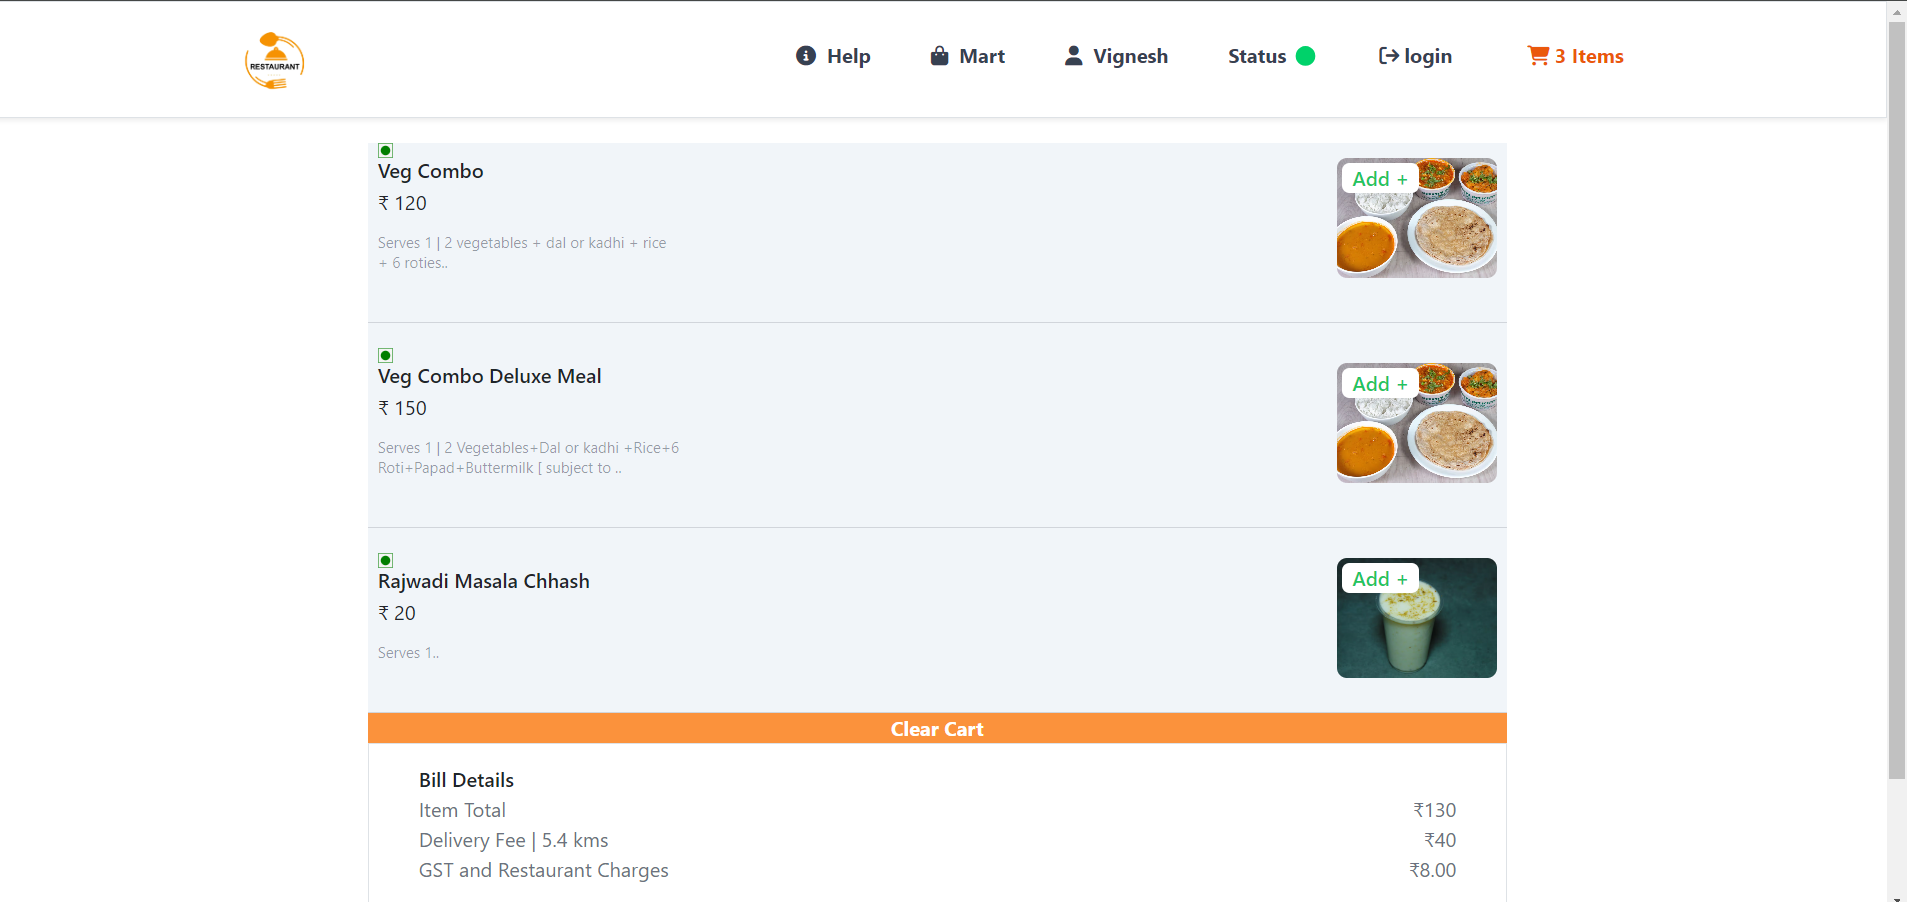 RESTAURANT
Help
Mart
Vignesh
Status
login
3 Items
Veg Combo
₹ 120
Serves 1 | 2 vegetables + dal or kadhi + rice
+ 6 roties..
Add +
Veg Combo Deluxe Meal
₹ 150
Serves 1 | 2 Vegetables+Dal or kadhi +Rice+6
Roti+Papad+Buttermilk [ subject to ..
Add +
Rajwadi Masala Chhash
₹ 20
Serves 1..
Add +
Clear Cart
Bill Details
Item Total ₹130
Delivery Fee | 5.4 kms ₹40
GST and Restaurant Charges ₹8.00